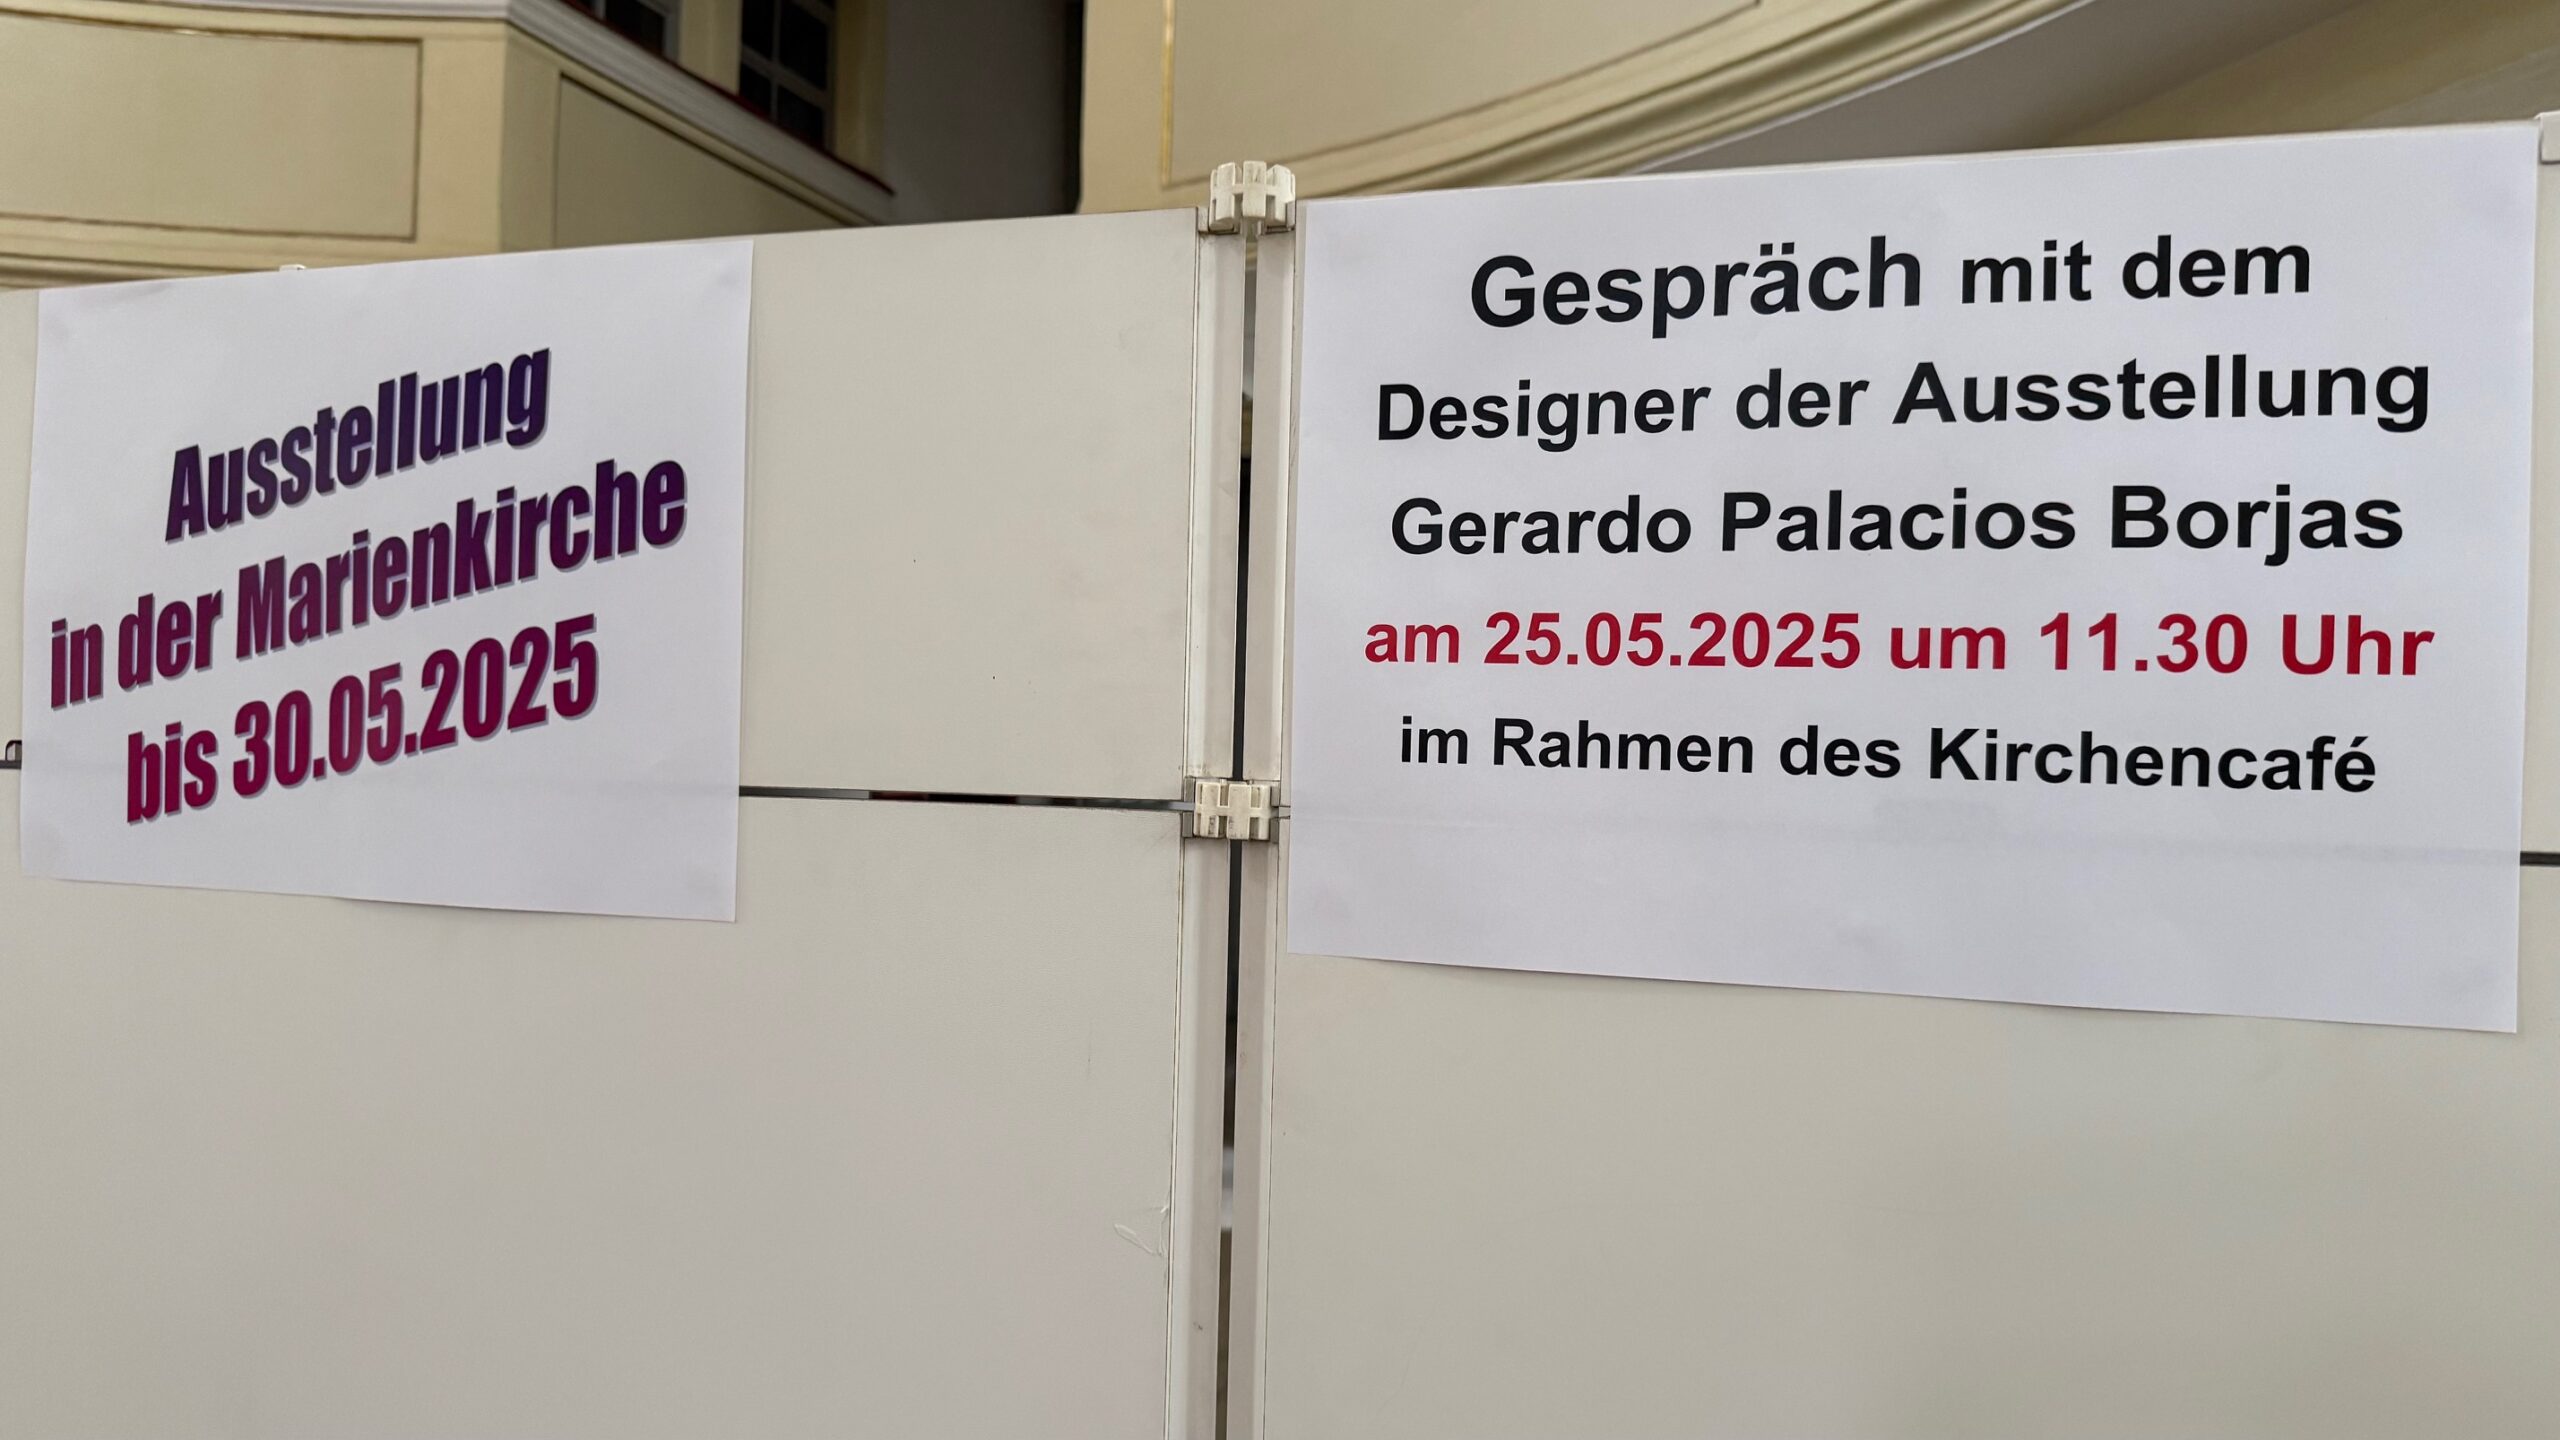 Ausstellung
in der Marienkirche
bis 30.05.2025
Gespräch mit dem
Designer der Ausstellung
Gerardo Palacios Borjas
am 25.05.2025 um 11.30 Uhr
im Rahmen des Kirchencafé